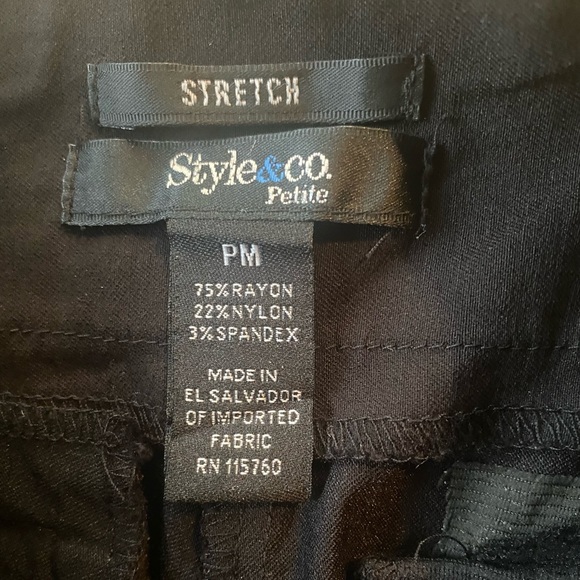 STRETCH
Style&co.
Petite
PM
75%RAYON
22%NYLON
3%SPANDEX
MADE IN
EL SALVADOR
OF IMPORTED
FABRIC
RN 115760